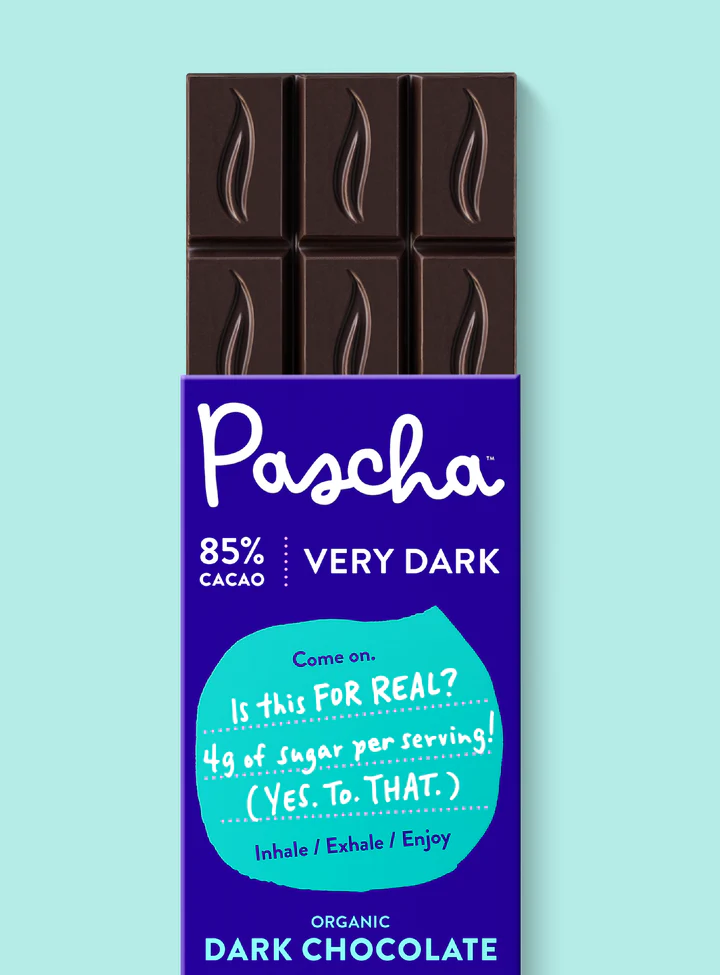 Pascha™
85% CACAO
VERY DARK
Come on.
Is this FOR REAL?
4g of sugar per serving!
(YES. To. THAT.)
Inhale / Exhale / Enjoy
ORGANIC
DARK CHOCOLATE